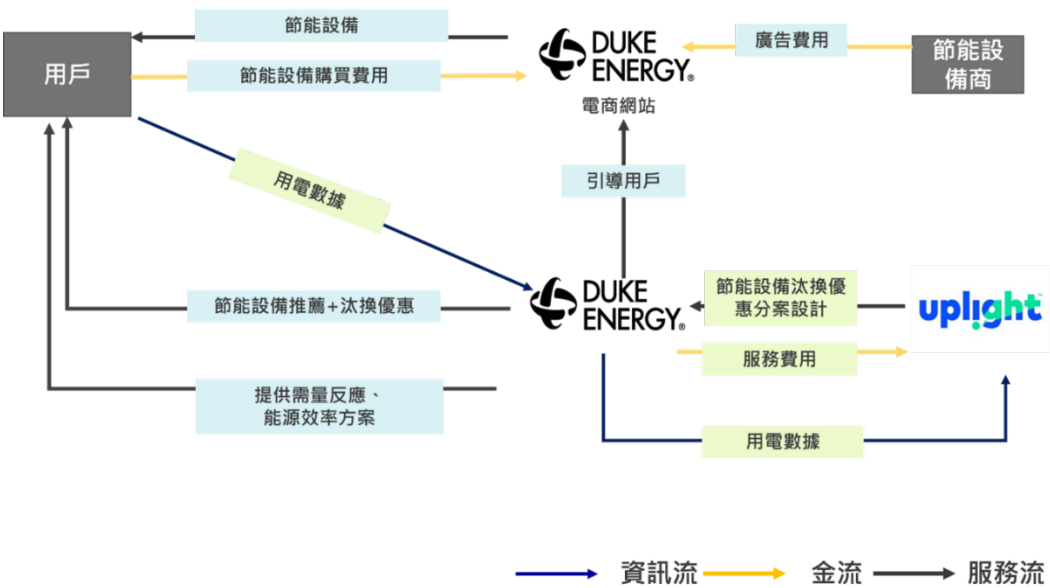 節能設備
用戶
節能設備購買費用
DUKE
ENERGY®
電商網站
廣告費用
節能設
備商
引導用戶
用電數據
節能設備推薦+汰換優惠
DUKE
ENERGY®
節能設備汰換優
惠分案設計
uplight™
服務費用
提供需量反應、
能源效率方案
用電數據
資訊流
金流
服務流